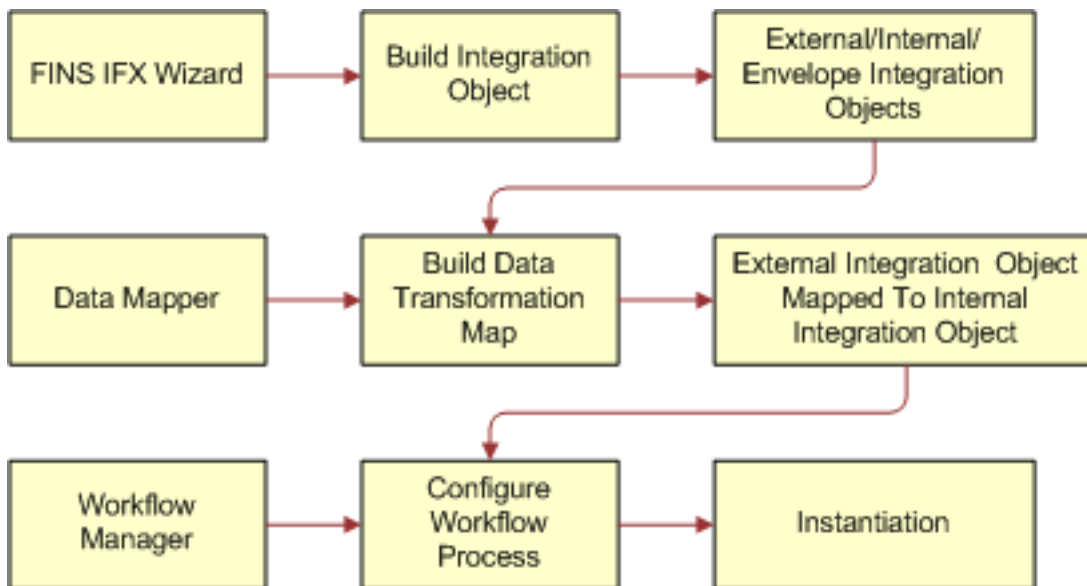 FINS IFX Wizard
Build Integration
Object
External/Internal/
Envelope Integration
Objects
Data Mapper
Build Data
Transformation
Map
External Integration Object
Mapped To Internal
Integration Object
Workflow
Manager
Configure
Workflow
Process
Instantiation